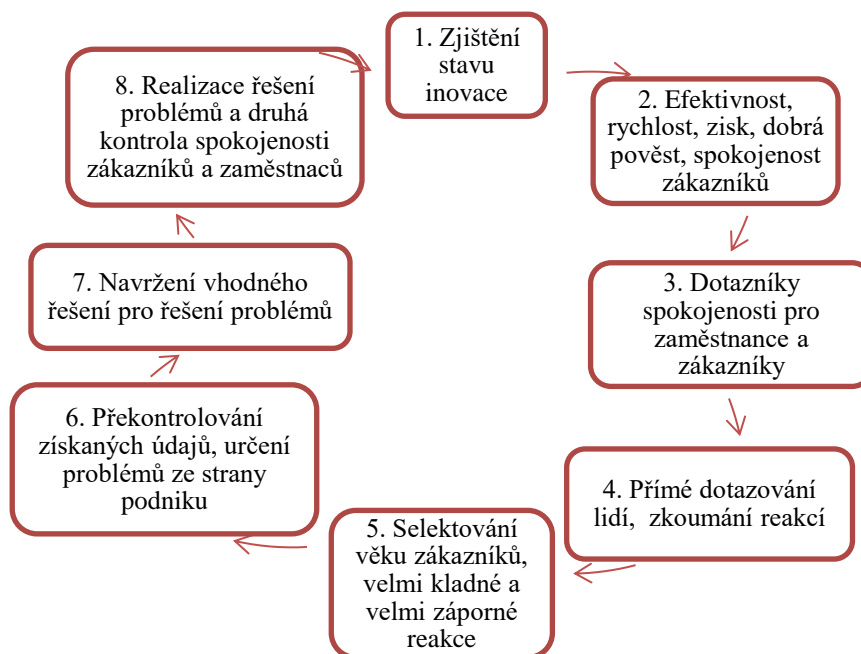 1. Zjištění
stavu
inovace
2. Efektivnost,
rychlost, zisk, dobrá
pověst, spokojenost
zákazníků
3. Dotazníky
spokojenosti pro
zaměstnance a
zákazníky
4. Přímé dotazování
lidí,  zkoumání reakcí
5. Selektování
věku zákazníků,
velmi kladné a
velmi záporné
reakce
6. Překontrolování
získaných údajů, určení
problémů ze strany
podniku
7. Navržení vhodného
řešení pro řešení problémů
8. Realizace řešení
problémů a druhá
kontrola spokojenosti
zákazníků a zaměstnaců